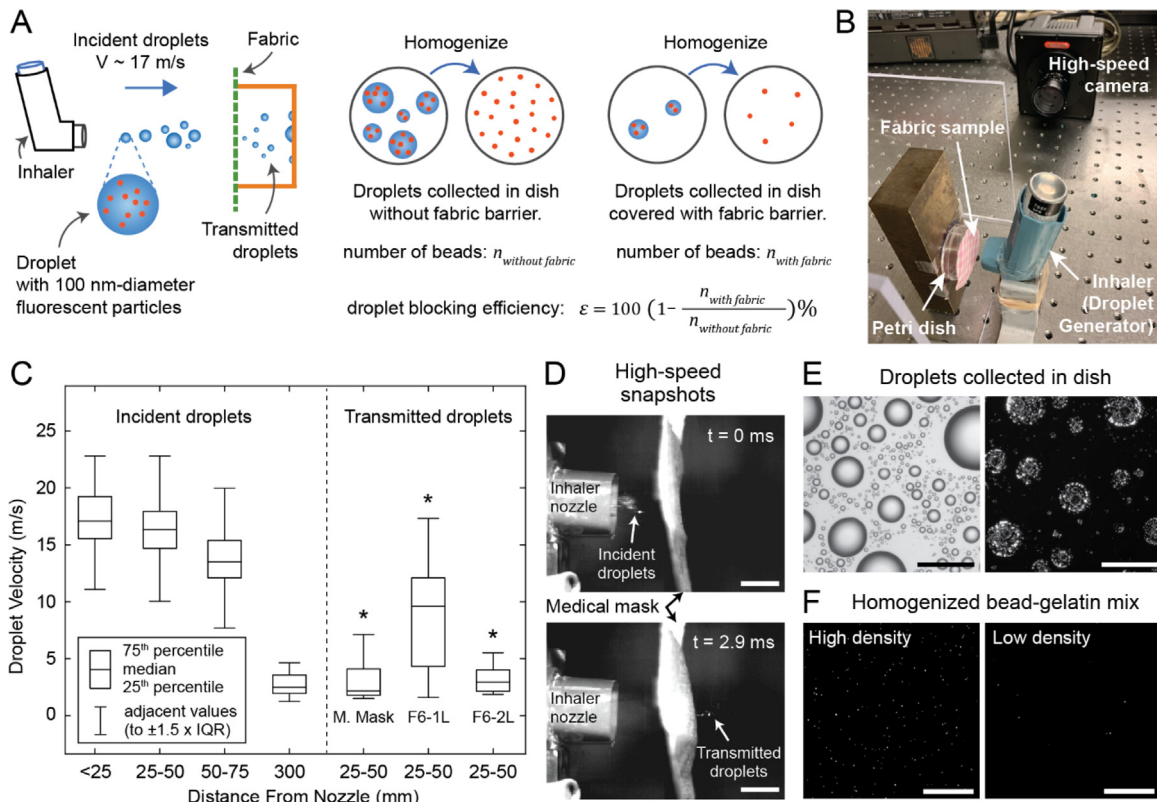 A
Incident droplets
V ~ 17 m/s
Fabric
Inhaler
Transmitted
droplets
Droplet
with 100 nm-diameter
fluorescent particles
Homogenize
Droplets collected in dish
without fabric barrier.
number of beads: n without fabric
Homogenize
Droplets collected in dish
covered with fabric barrier.
number of beads: n with fabric
droplet blocking efficiency: ε = 100 (1- n with fabric / n without fabric )%
B
High-speed
camera
Fabric sample
Inhaler
(Droplet
Generator)
Petri dish
C
Incident droplets
Transmitted droplets
Droplet Velocity (m/s)
25
20
15
10
5
0
*
*
*
75th percentile
median
25th percentile
adjacent values
(to ±1.5 x IQR)
M. Mask F6-1L F6-2L
<25 25-50 50-75 300 25-50 25-50 25-50
Distance From Nozzle (mm)
D
High-speed
snapshots
t = 0 ms
Inhaler
nozzle
Incident
droplets
Medical mask
t = 2.9 ms
Inhaler
nozzle
Transmitted
droplets
E
Droplets collected in dish
F
Homogenized bead-gelatin mix
High density
Low density